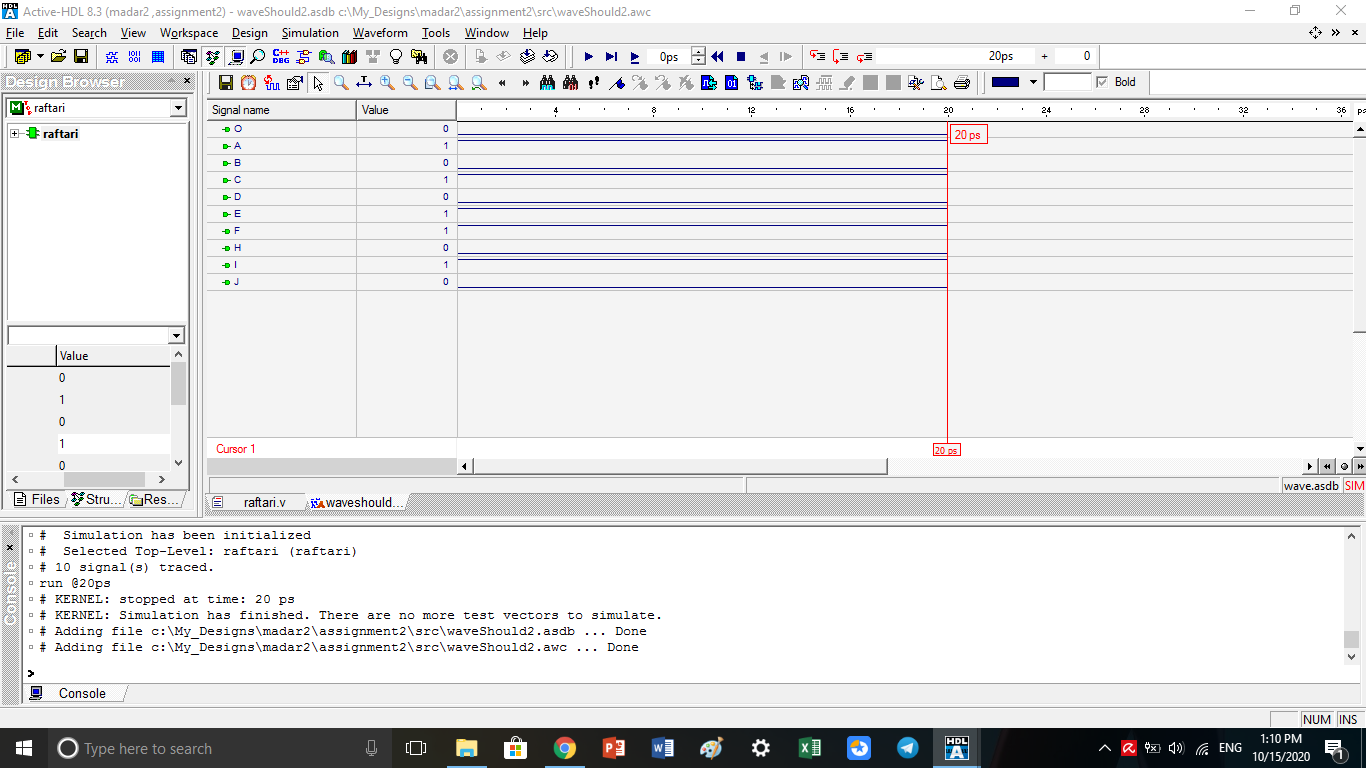 Active-HDL 8.3 (madar2 ,assignment2) - waveShould2.asdb c:\My_Designs\madar2\assignment2\src\waveShould2.awc
File Edit Search View Workspace Design Simulation Waveform Tools Window Help
0ps 20ps + 0
Design Browser
Bold
raftari
raftari
Signal name Value
4 8 12 16 20 24 28 32 36 ps
O 0
20 ps
A 1
B 0
C 1
D 0
E 1
F 1
H 0
I 1
J 0
Value
0
1
0
1
0
Cursor 1
20 ps
wave.asdb SIM
Files Stru... Res...
raftari.v waveshould...
Console
# Simulation has been initialized
# Selected Top-Level: raftari (raftari)
# 10 signal(s) traced.
run @20ps
# KERNEL: stopped at time: 20 ps
# KERNEL: Simulation has finished. There are no more test vectors to simulate.
# Adding file c:\My_Designs\madar2\assignment2\src\waveShould2.asdb ... Done
# Adding file c:\My_Designs\madar2\assignment2\src\waveShould2.awc ... Done
>
Console
NUM INS
Type here to search
ENG
1:10 PM
10/15/2020
1